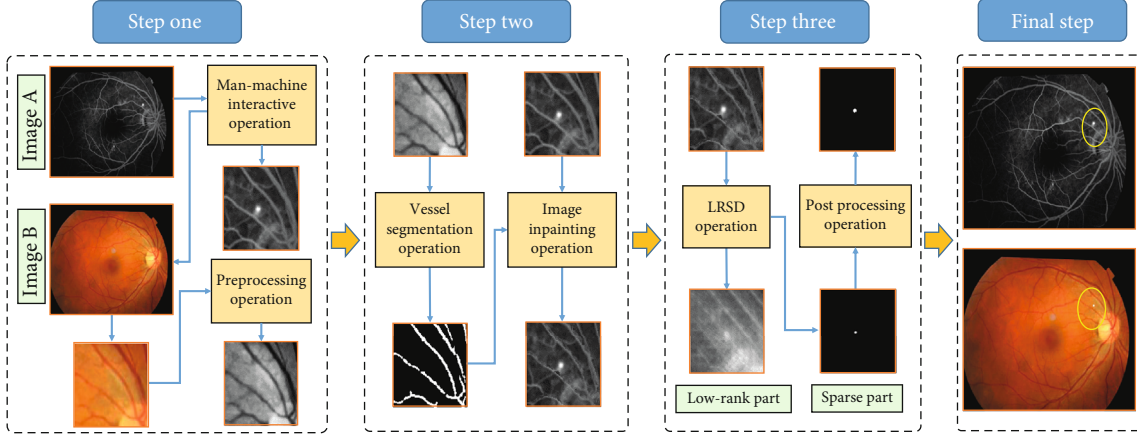 Step one
Step two
Step three
Final step
Image A
Man-machine
interactive
operation
Image B
Preprocessing
operation
Vessel
segmentation
operation
Image
inpainting
operation
LRSD
operation
Post processing
operation
Low-rank part
Sparse part